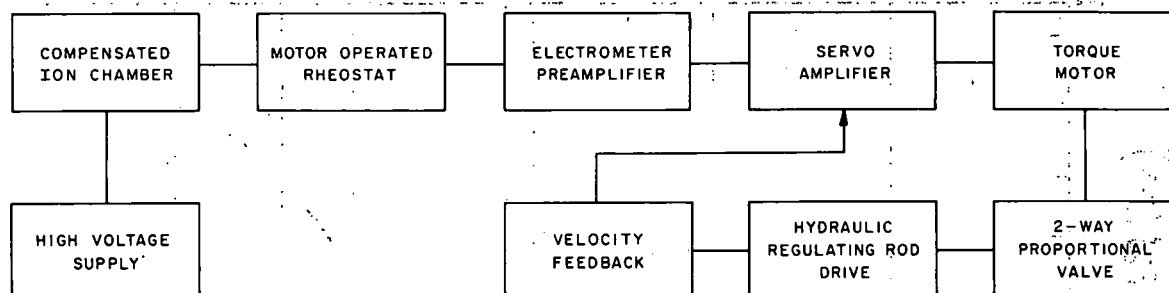 COMPENSATED
ION CHAMBER
MOTOR OPERATED
RHEOSTAT
ELECTROMETER
PREAMPLIFIER
SERVO
AMPLIFIER
TORQUE
MOTOR
HIGH VOLTAGE
SUPPLY
VELOCITY
FEEDBACK
HYDRAULIC
REGULATING ROD
DRIVE
2-WAY
PROPORTIONAL
VALVE